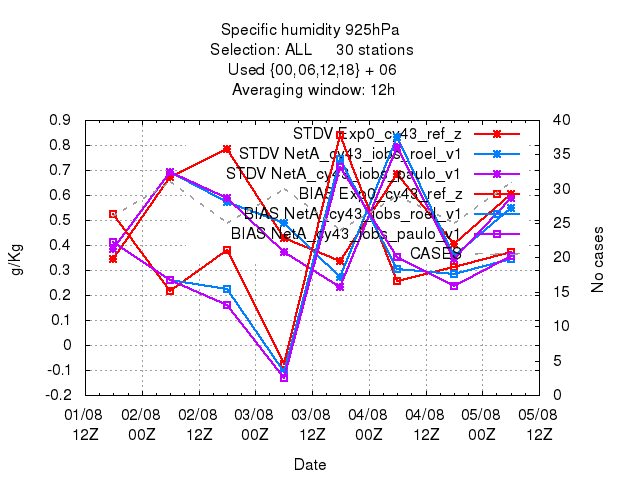 Specific humidity 925hPa
Selection: ALL 30 stations
Used {00,06,12,18} + 06
Averaging window: 12h
STDV Exp0_cy43_ref_z
STDV NetA_cy43_iobs_roel_v1
STDV NetA_cy43_iobs_paulo_v1
BIAS Exp0_cy43_ref_z
BIAS NetA_cy43_iobs_roel_v1
BIAS NetA_cy43_iobs_paulo_v1
CASES
g/Kg
0.9
0.8
0.7
0.6
0.5
0.4
0.3
0.2
0.1
0
-0.1
-0.2
No cases
40
35
30
25
20
15
10
5
0
01/08 02/08 02/08 03/08 03/08 04/08 04/08 05/08 05/08
12Z 00Z 12Z 00Z 12Z 00Z 12Z 00Z 12Z
Date